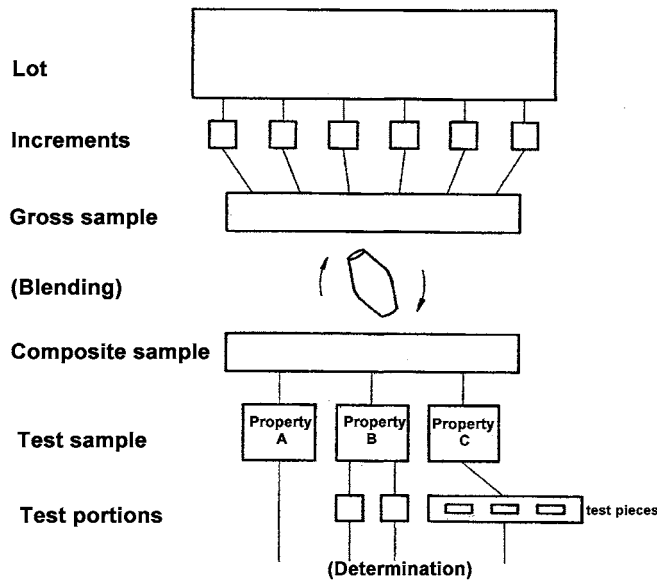 Lot
Increments
Gross sample
(Blending)
Composite sample
Test sample
Property
A
Property
B
Property
C
Test portions
test pieces
(Determination)